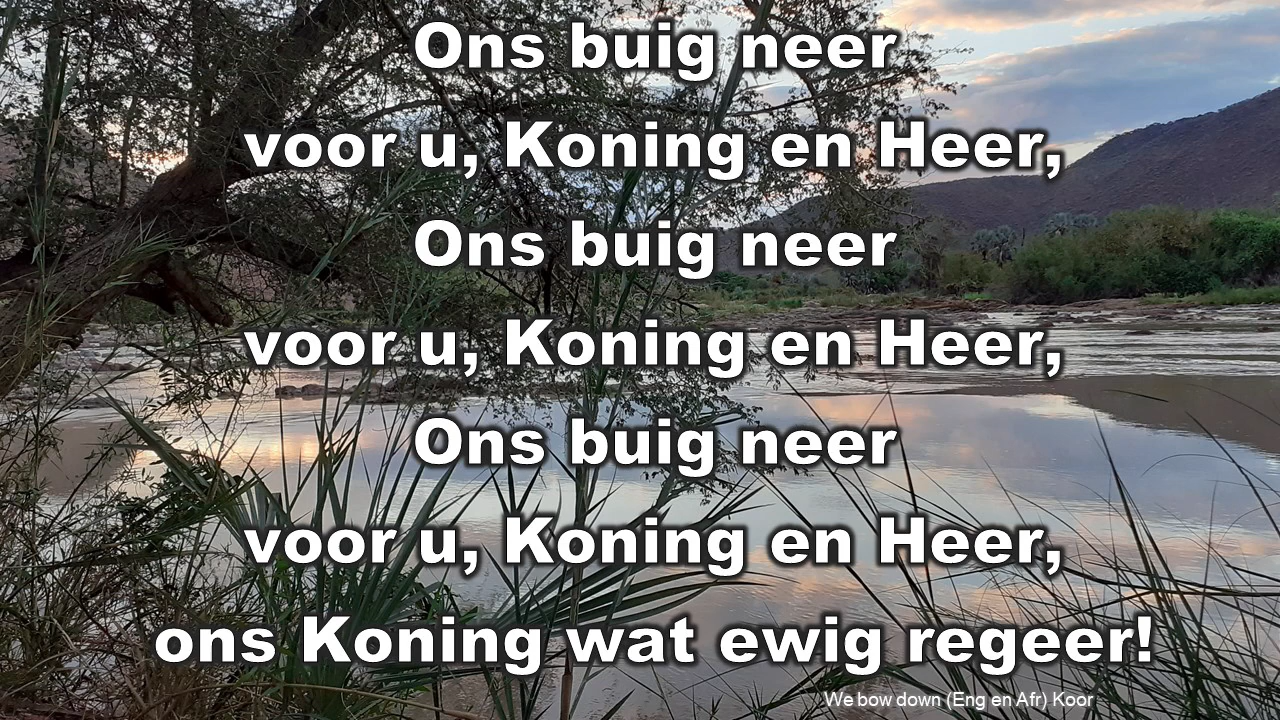 Ons buig neer
voor u, Koning en Heer,
Ons buig neer
voor u, Koning en Heer,
Ons buig neer
voor u, Koning en Heer,
ons Koning wat ewig regeer!
We bow down (Eng en Afr) Koor